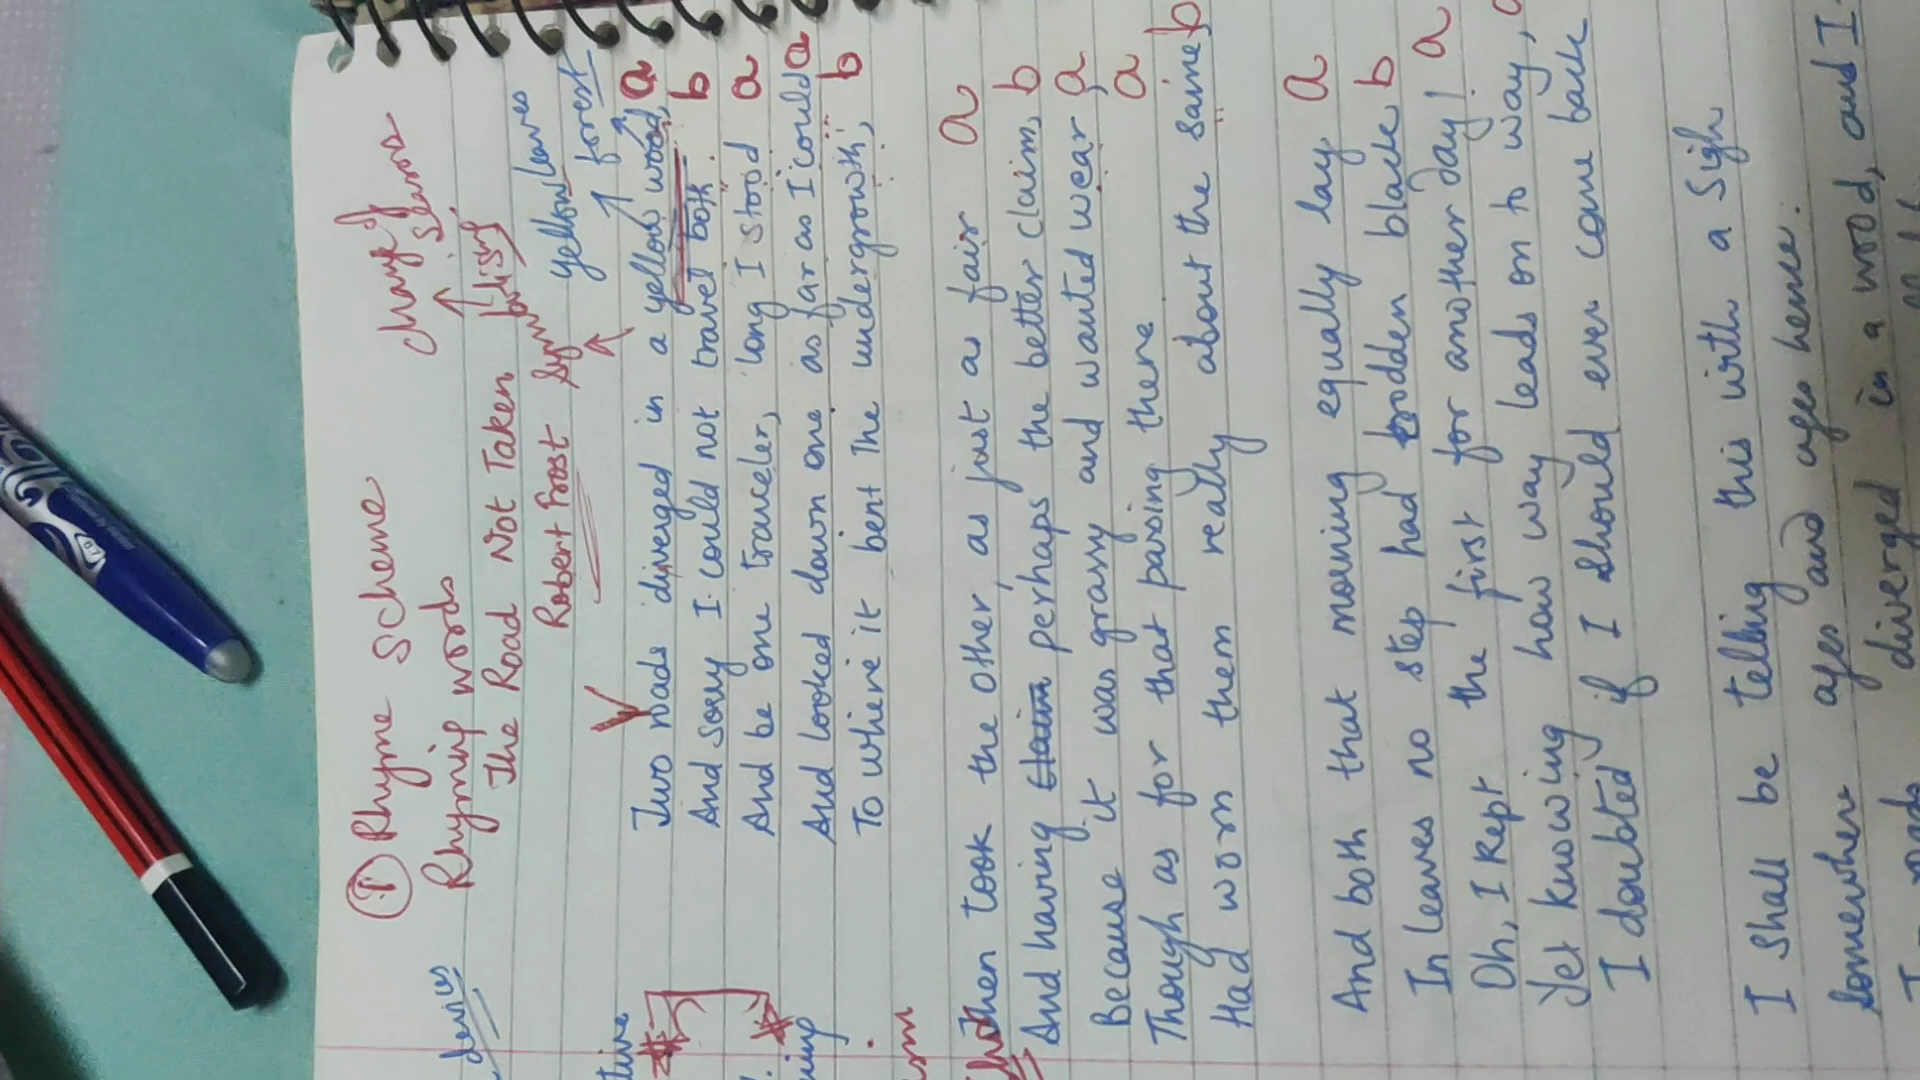 ① Rhyme Scheme
change of season
Rhyming words
The Road Not Taken
Robert Frost
yellow leaves
yellow forest
Two roads diverged in a yellow wood, a
And sorry I could not travel both b
And be one traveler, long I stood a
And looked down one as far as I could a
To where it bent the undergrowth; b
Then took the other, as just as fair a
And having claim perhaps the better claim, b
Because it was grassy and wanted wear; a
Though as for that passing there a
Had worn them really about the same, b
And both that morning equally lay a
In leaves no step had trodden black b
Oh, I kept the first for another day! a
Yet knowing how way leads on to way,
I doubted if I should ever come back
I shall be telling this with a sigh
Somewhere ages and ages hence:
diverged in a wood, and I
devices